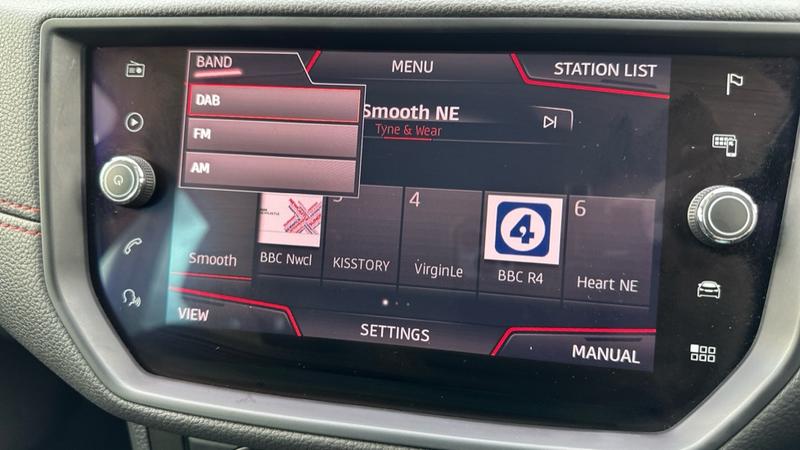 BAND
MENU
STATION LIST
DAB
FM
AM
Smooth NE
Tyne & Wear
4
6
4
Smooth
BBC Nwcl
KISSTORY
VirginLe
BBC R4
Heart NE
VIEW
SETTINGS
MANUAL